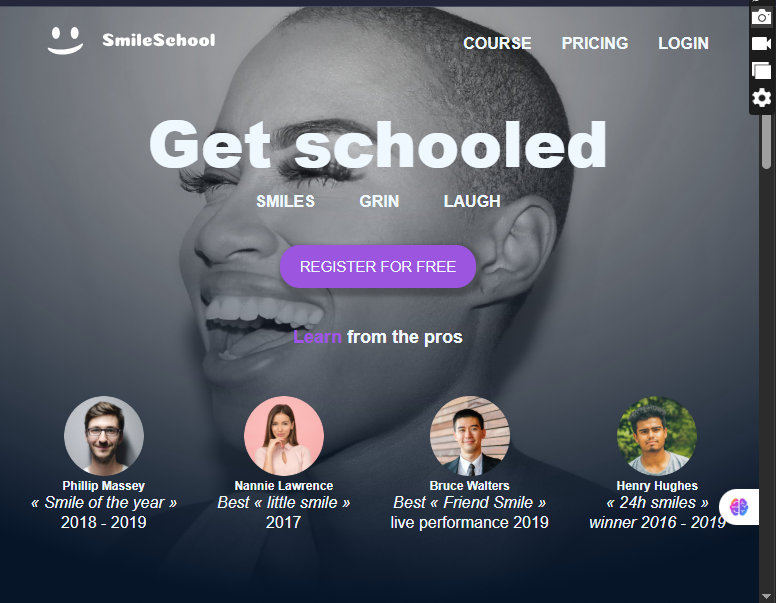 SmileSchool
COURSE PRICING LOGIN
Get schooled
SMILES GRIN LAUGH
REGISTER FOR FREE
Learn from the pros
Phillip Massey
« Smile of the year »
2018 - 2019
Nannie Lawrence
Best « little smile »
2017
Bruce Walters
Best « Friend Smile »
live performance 2019
Henry Hughes
« 24h smiles »
winner 2016 - 2019